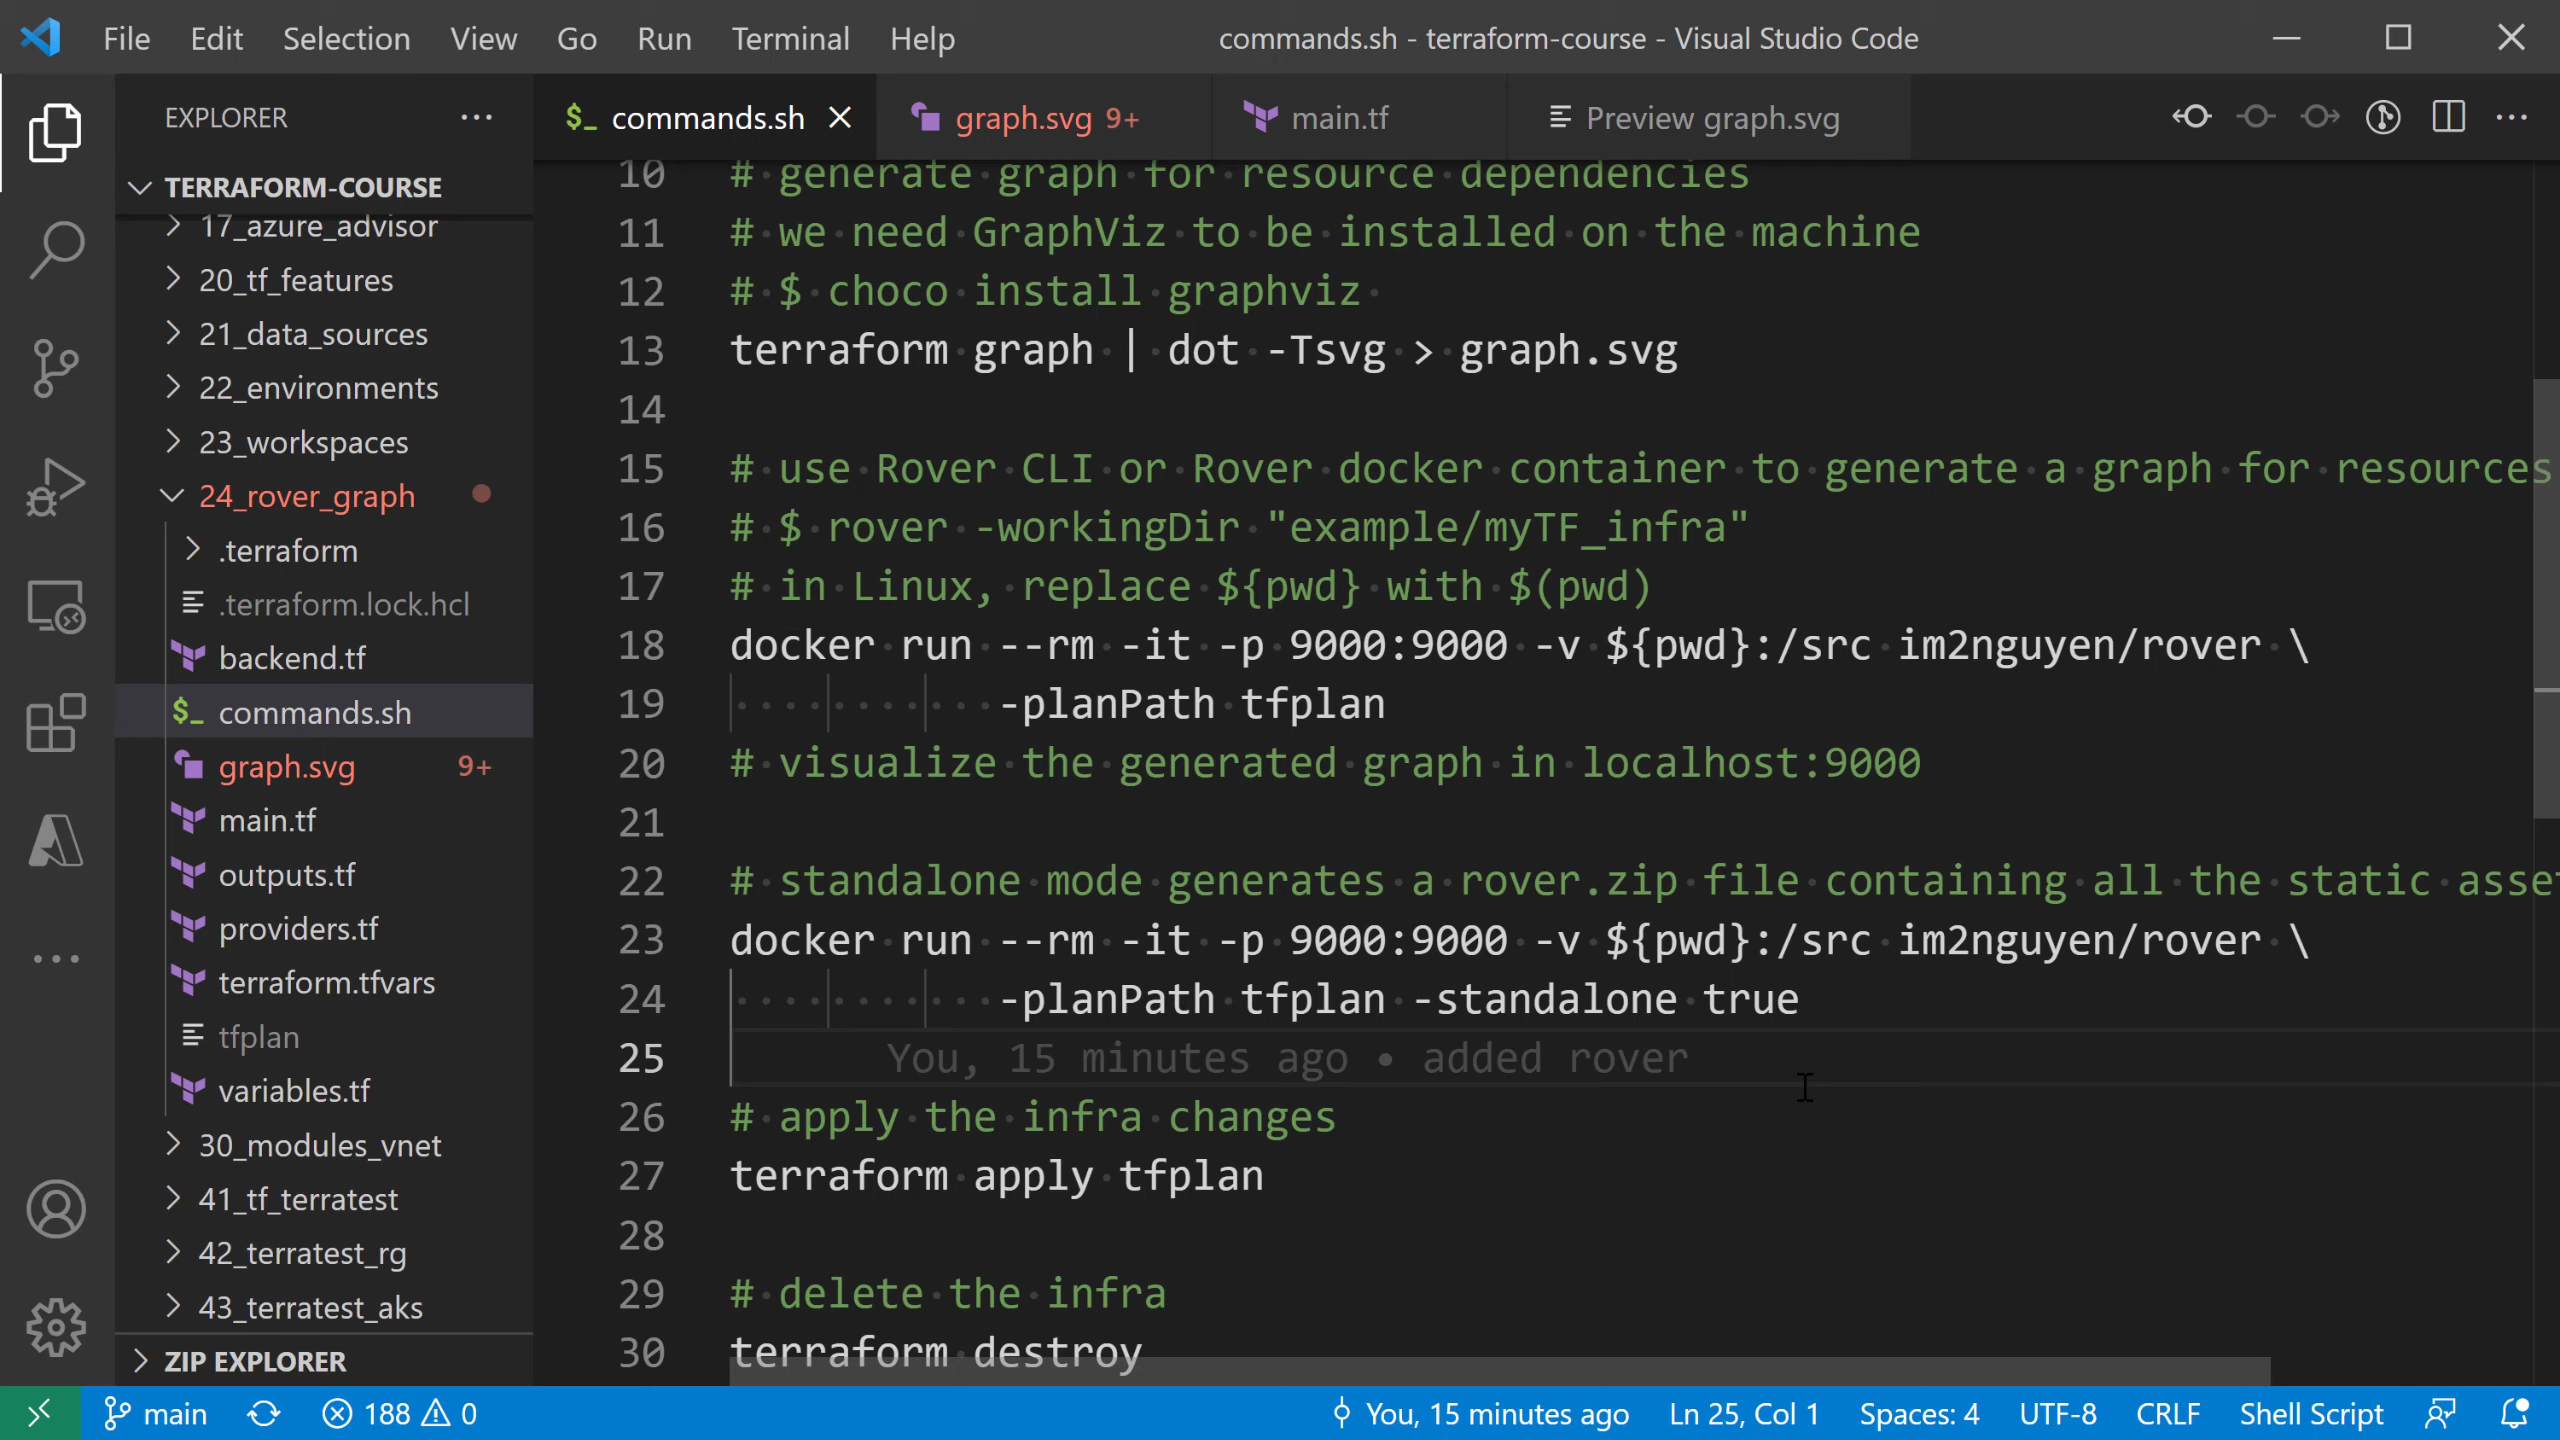 File Edit Selection View Go Run Terminal Help commands.sh - terraform-course - Visual Studio Code
EXPLORER
commands.sh
graph.svg 9+
main.tf
Preview graph.svg
TERRAFORM-COURSE
17_azure_advisor
20_tf_features
21_data_sources
22_environments
23_workspaces
24_rover_graph
.terraform
.terraform.lock.hcl
backend.tf
$_ commands.sh
graph.svg 9+
main.tf
outputs.tf
providers.tf
terraform.tfvars
tfplan
variables.tf
30_modules_vnet
41_tf_terratest
42_terratest_rg
43_terratest_aks
ZIP EXPLORER
10 # generate graph for resource dependencies
11 # we need GraphViz to be installed on the machine
12 # $ choco install graphviz
13 terraform graph | dot -Tsvg > graph.svg
14
15 # use Rover CLI or Rover docker container to generate a graph for resources
16 # $ rover -workingDir "example/myTF_infra"
17 # in Linux, replace ${pwd} with $(pwd)
18 docker run --rm -it -p 9000:9000 -v ${pwd}:/src im2nguyen/rover \
19 -planPath tfplan
20 # visualize the generated graph in localhost:9000
21
22 # standalone mode generates a rover.zip file containing all the static asset
23 docker run --rm -it -p 9000:9000 -v ${pwd}:/src im2nguyen/rover \
24 -planPath tfplan -standalone true
25 You, 15 minutes ago • added rover
26 # apply the infra changes
27 terraform apply tfplan
28
29 # delete the infra
30 terraform destroy
main 188 0 You, 15 minutes ago Ln 25, Col 1 Spaces: 4 UTF-8 CRLF Shell Script